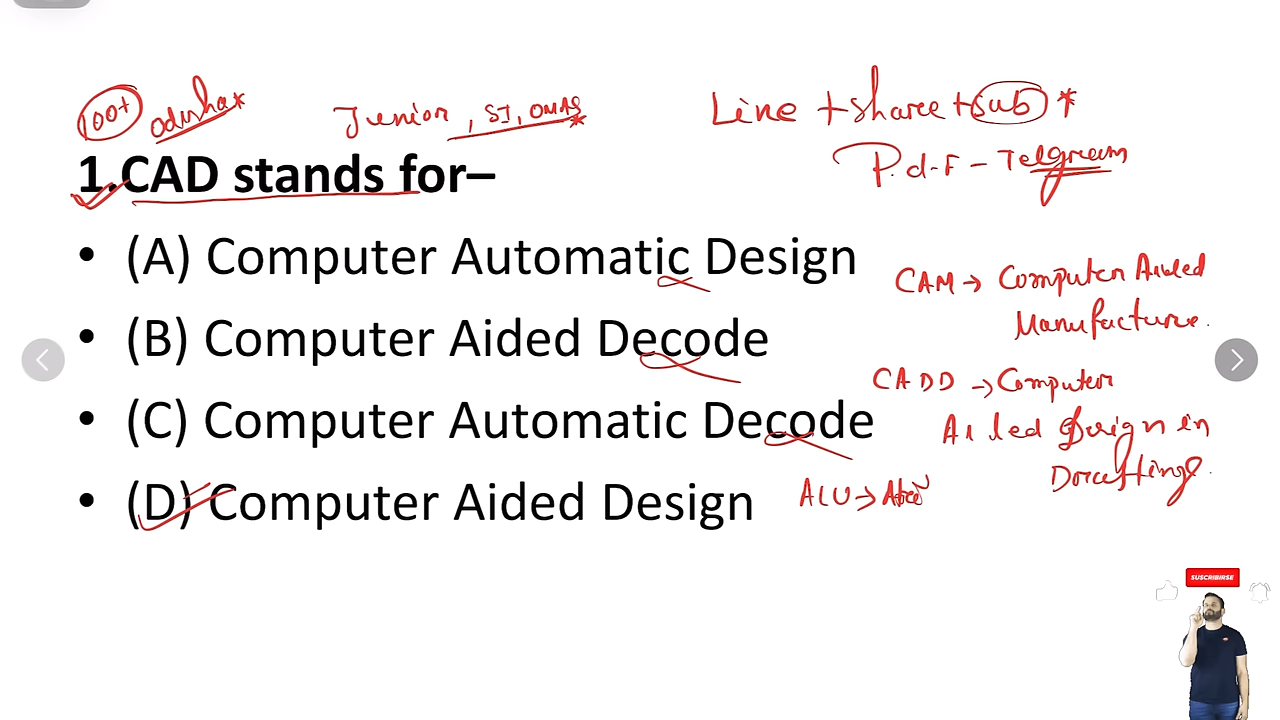 100+ odisha*
Junior, SI, OMAS *
Line + share + sub *
P.d.F - Telgream
1.CAD stands for–
• (A) Computer Automatic Design
• (B) Computer Aided Decode
• (C) Computer Automatic Decode
• (D) Computer Aided Design
CAM → Computer Aided
Manufacture.
CADD → Computer
Aided Design in
Drafting.
ALU →
SUSCRIBIRSE